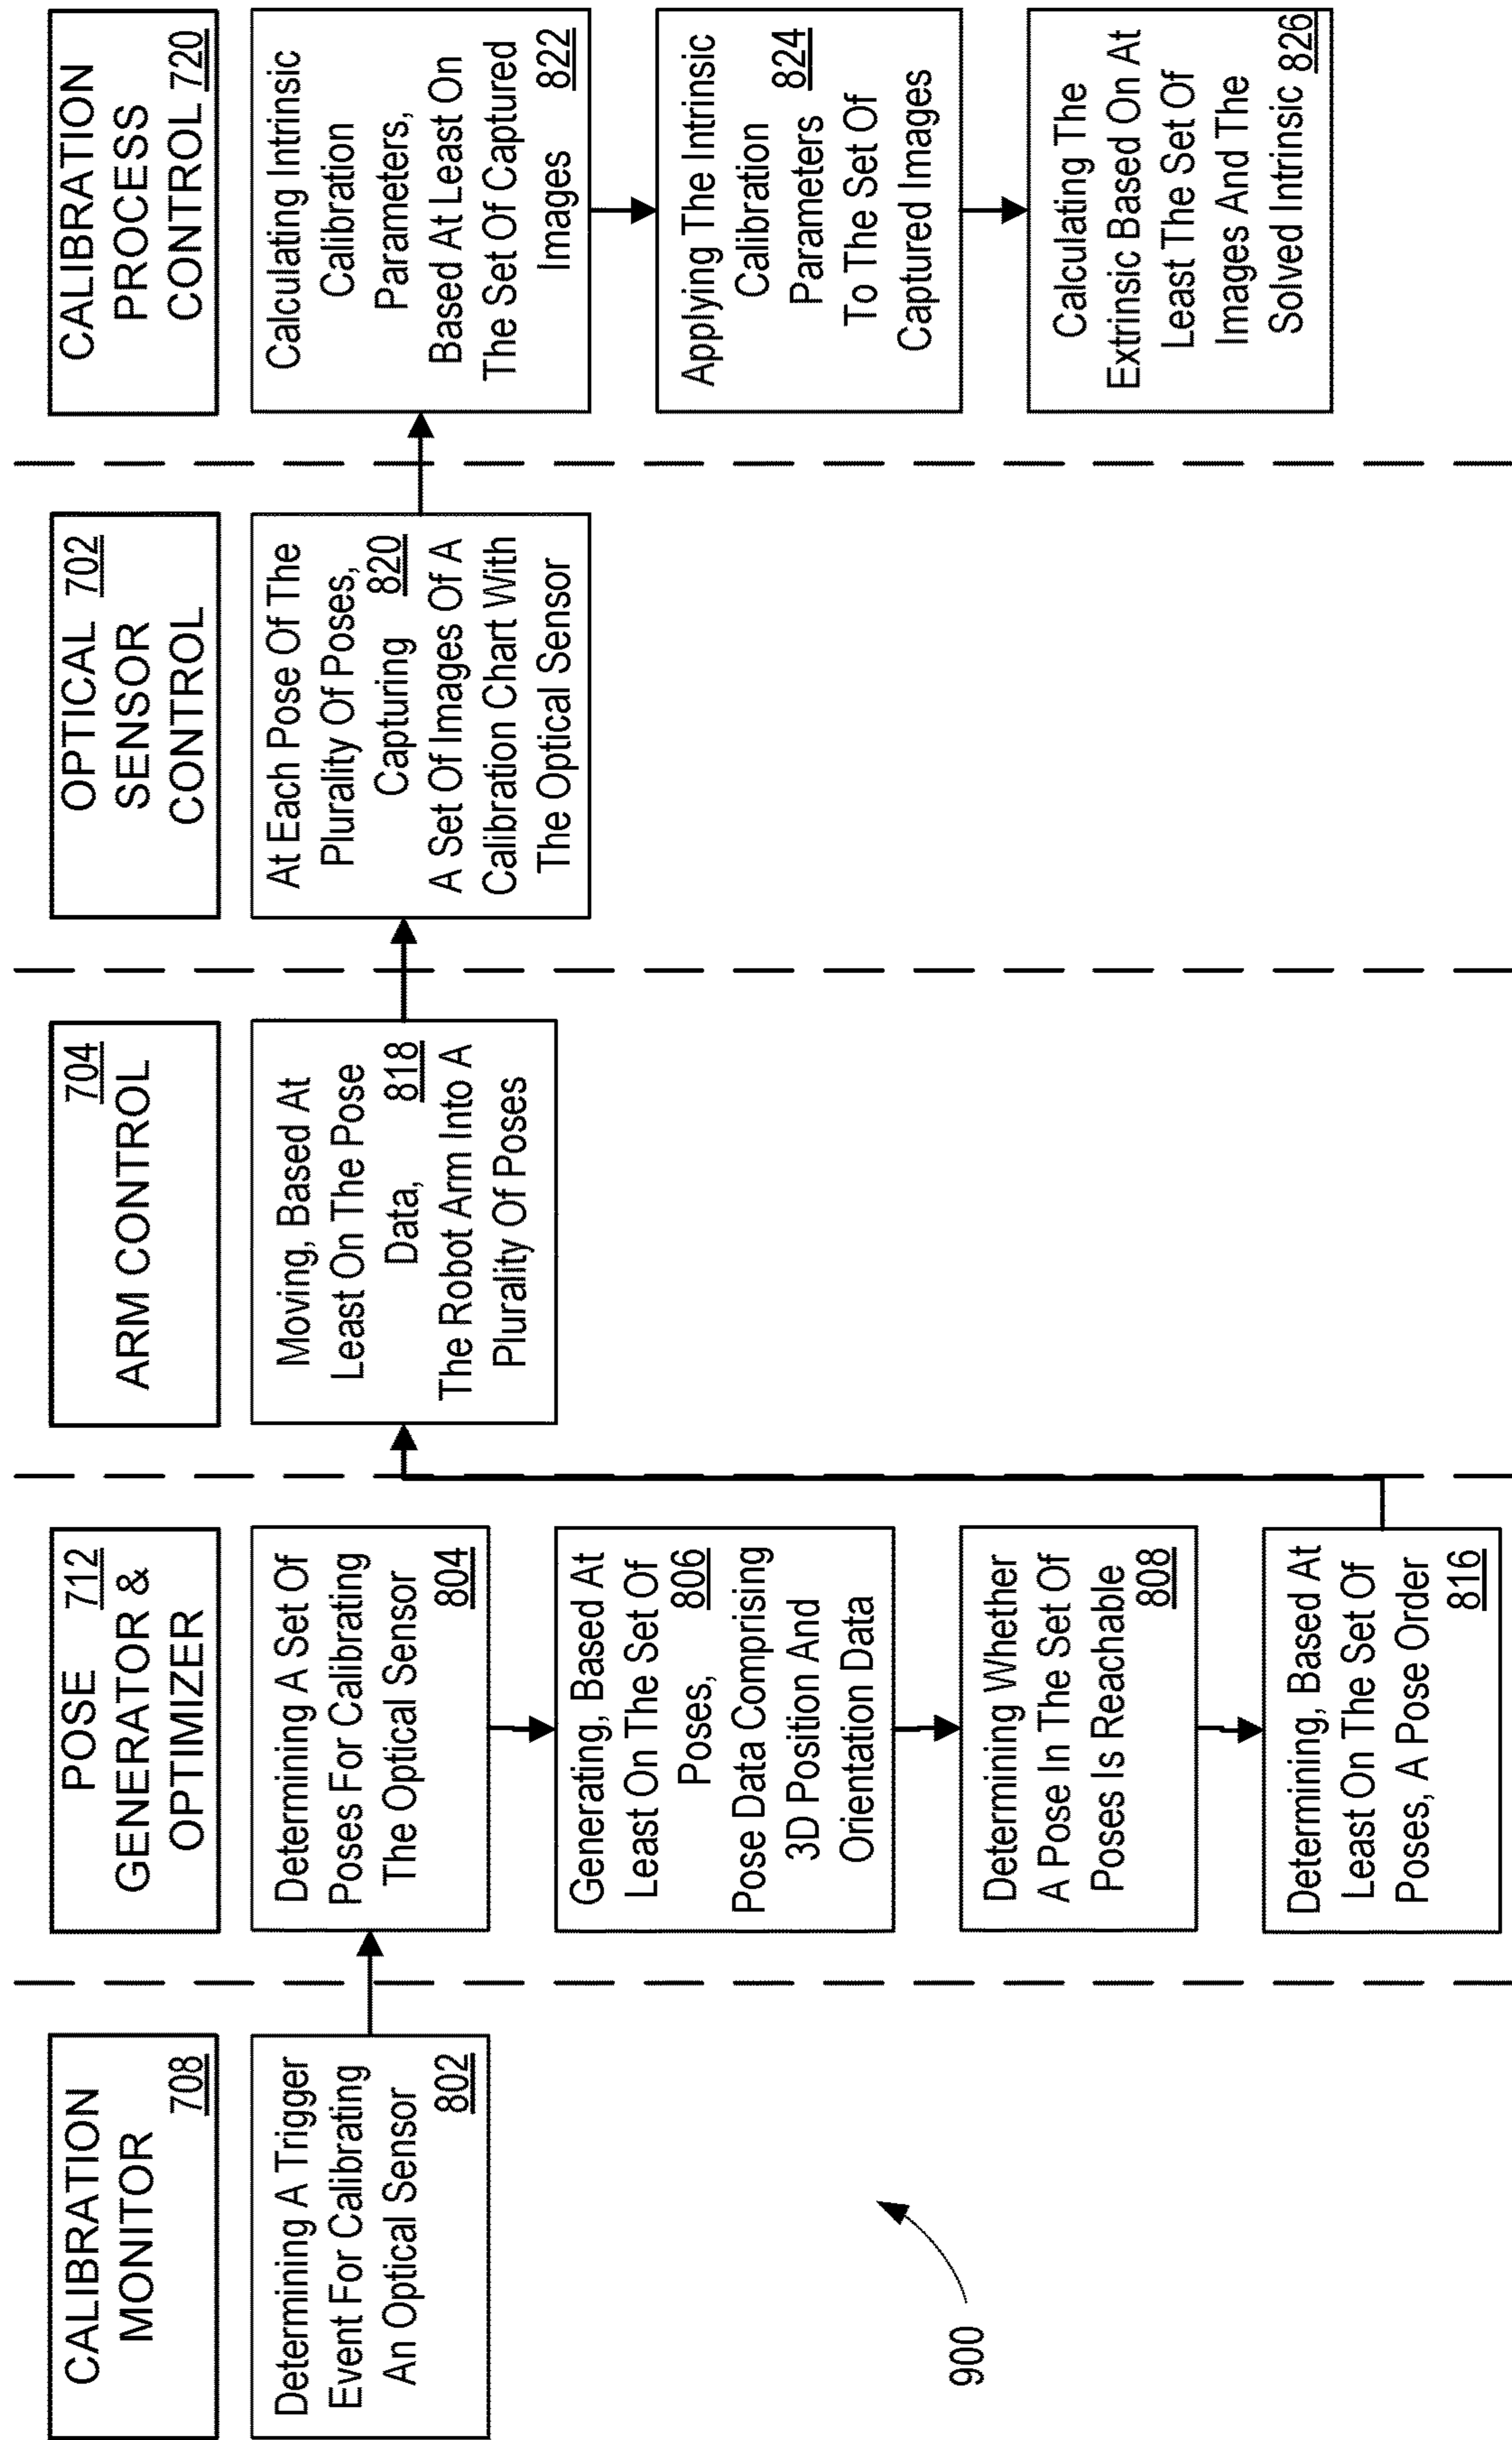 CALIBRATION
MONITOR
708
Determining A Trigger
Event For Calibrating
An Optical Sensor
802
POSE 712
GENERATOR &
OPTIMIZER
Determining A Set Of
Poses For Calibrating
The Optical Sensor
804
Generating, Based At
Least On The Set Of
Poses, 806
Pose Data Comprising
3D Position And
Orientation Data
Determining Whether
A Pose In The Set Of
Poses Is Reachable
808
Determining, Based At
Least On The Set Of
Poses, A Pose Order
816
704
ARM CONTROL
Moving, Based At
Least On The Pose
Data, 818
The Robot Arm Into A
Plurality Of Poses
OPTICAL 702
SENSOR
CONTROL
At Each Pose Of The
Plurality Of Poses,
Capturing 820
A Set Of Images Of A
Calibration Chart With
The Optical Sensor
CALIBRATION
PROCESS
CONTROL 720
Calculating Intrinsic
Calibration
Parameters,
Based At Least On
The Set Of Captured
Images 822
Applying The Intrinsic
Calibration
Parameters 824
To The Set Of
Captured Images
Calculating The
Extrinsic Based On At
Least The Set Of
Images And The
Solved Intrinsic 826
900